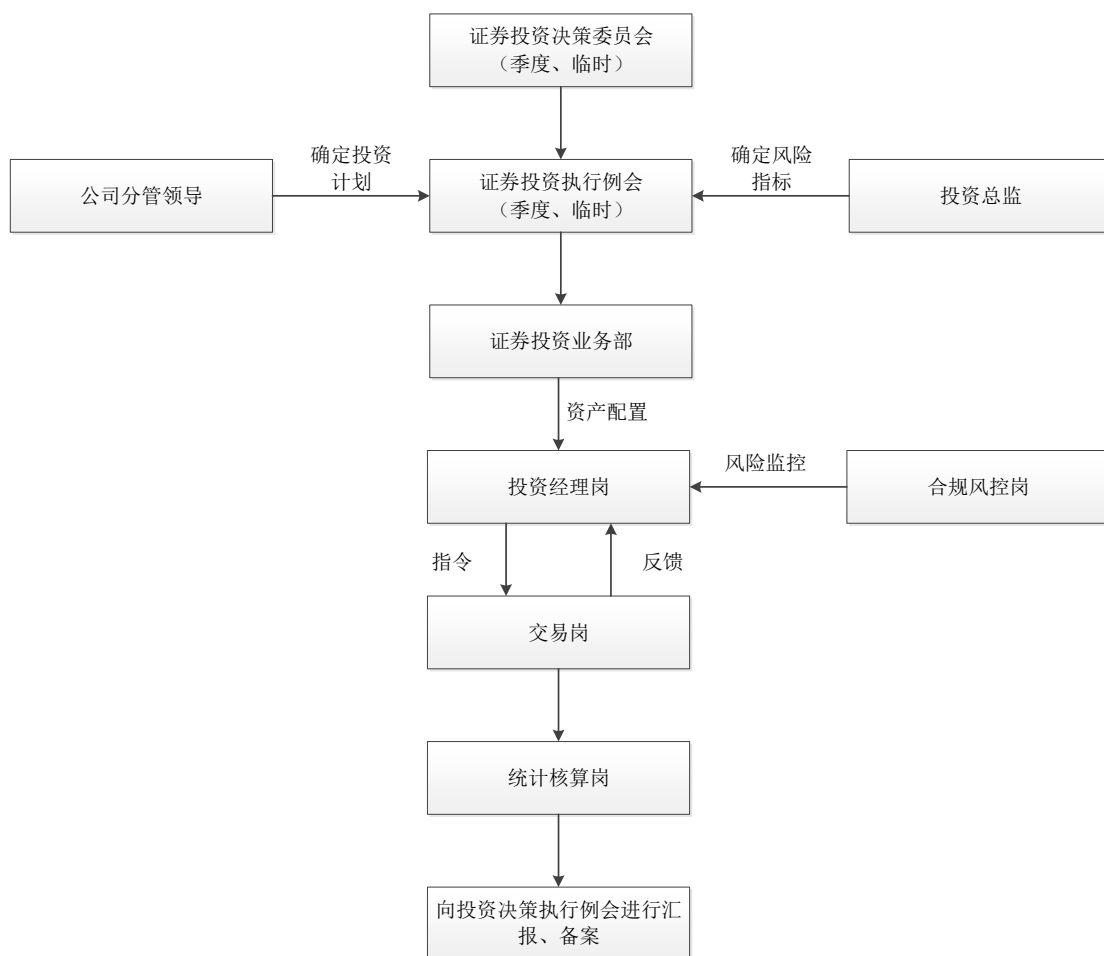 证券投资决策委员会
（季度、临时）
确定投资
计划
确定风险
指标
公司分管领导
证券投资执行例会
（季度、临时）
投资总监
证券投资业务部
资产配置
投资经理岗
风险监控
合规风控岗
指令
反馈
交易岗
统计核算岗
向投资决策执行例会进行汇
报、备案